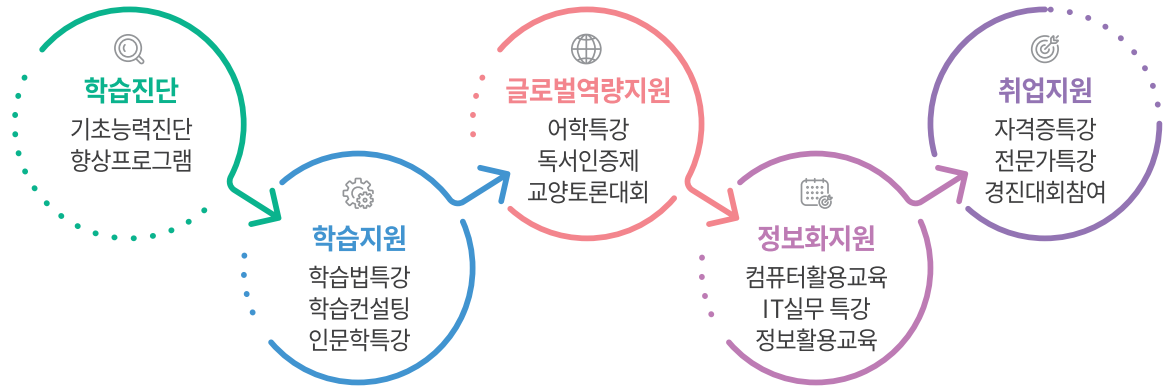 학습진단
기초능력진단
향상프로그램
학습지원
학습법특강
학습컨설팅
인문학특강
글로벌역량지원
어학특강
독서인증제
교양토론대회
정보화지원
컴퓨터활용교육
IT실무 특강
정보활용교육
취업지원
자격증특강
전문가특강
경진대회참여